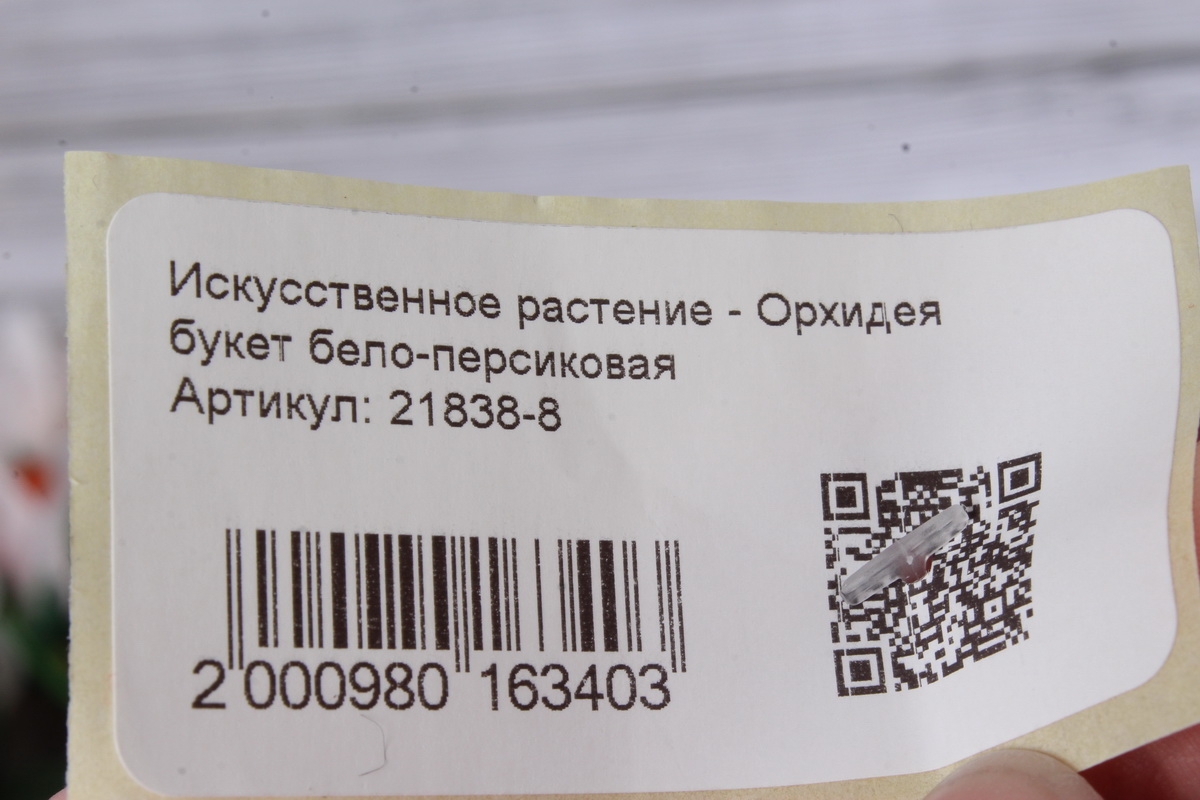 Искусственное растение - Орхидея
букет бело-персиковая
Артикул: 21838-8
2 000980 163403